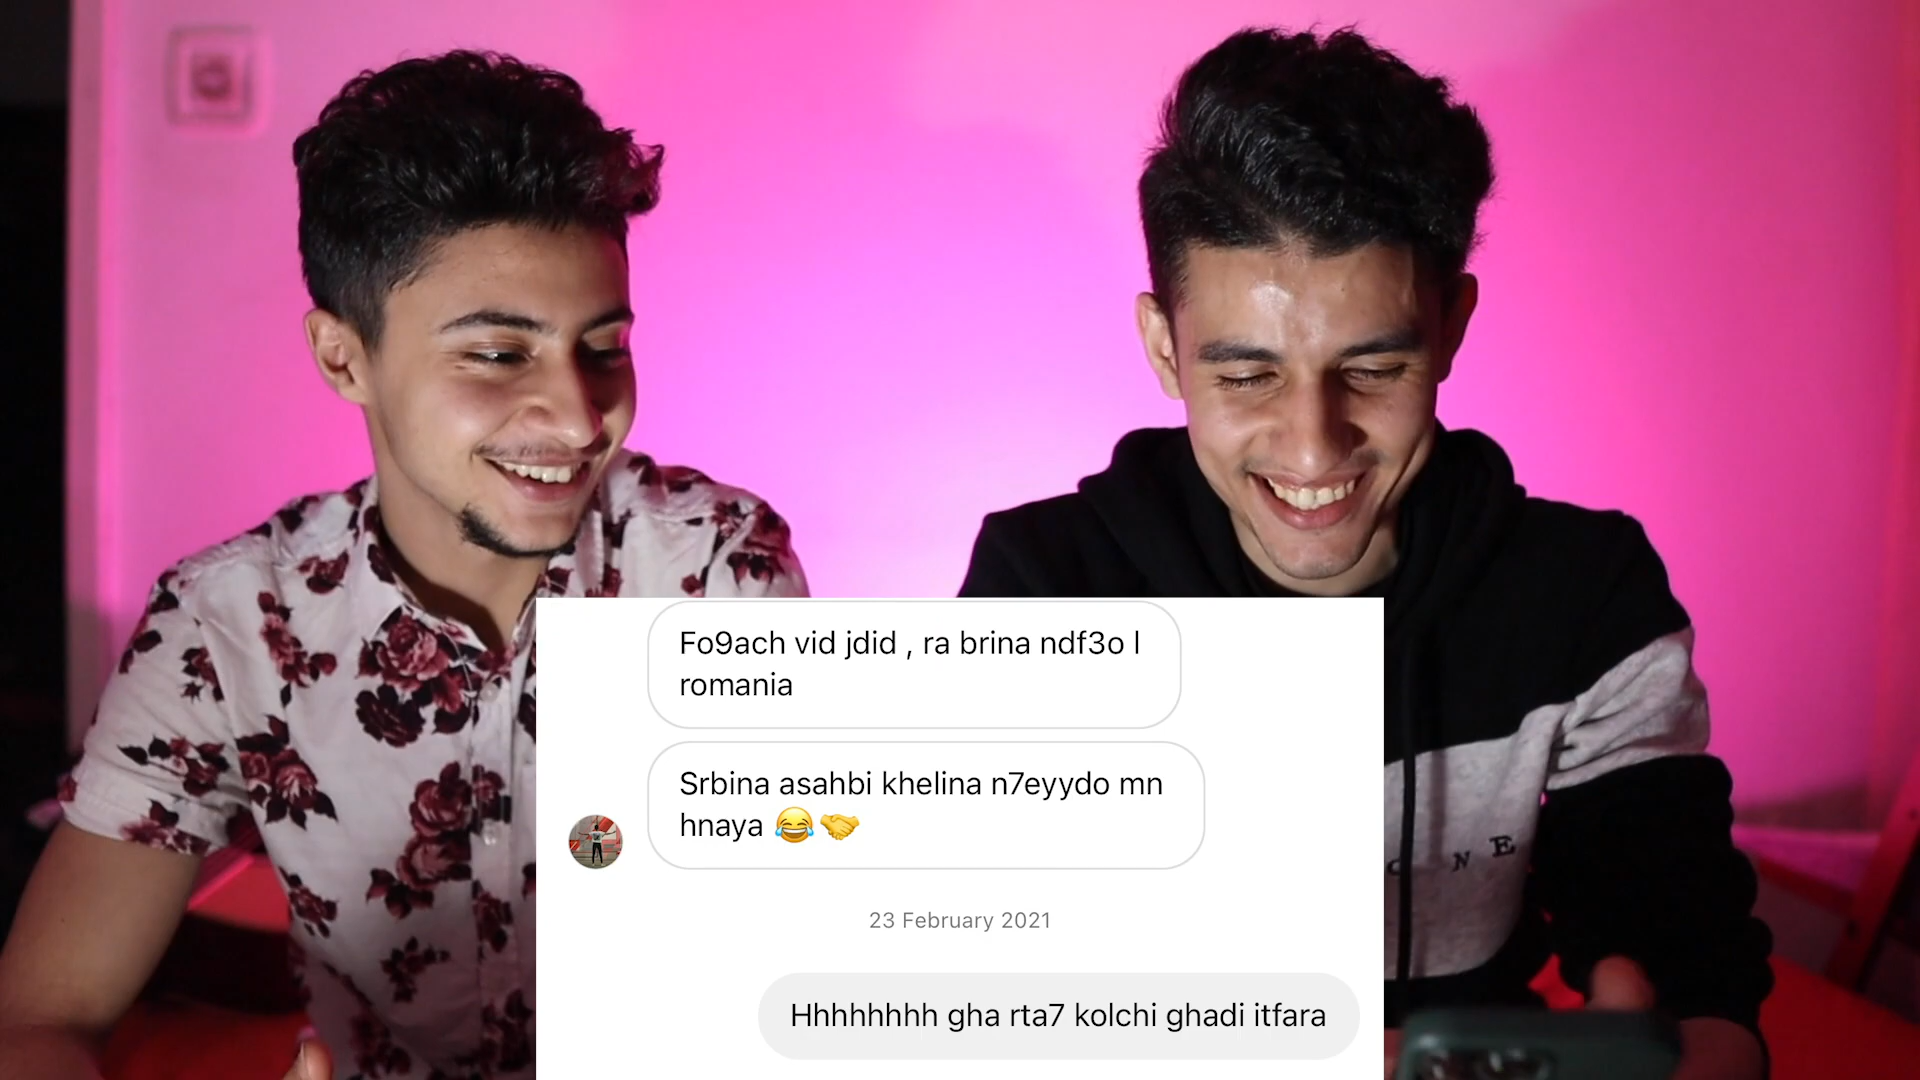 Fo9ach vid jdid , ra brina ndf3o l
romania
Srbina asahbi khelina n7eyydo mn
hnaya 😂🤝
23 February 2021
Hhhhhhhh gha rta7 kolchi ghadi itfara
N E